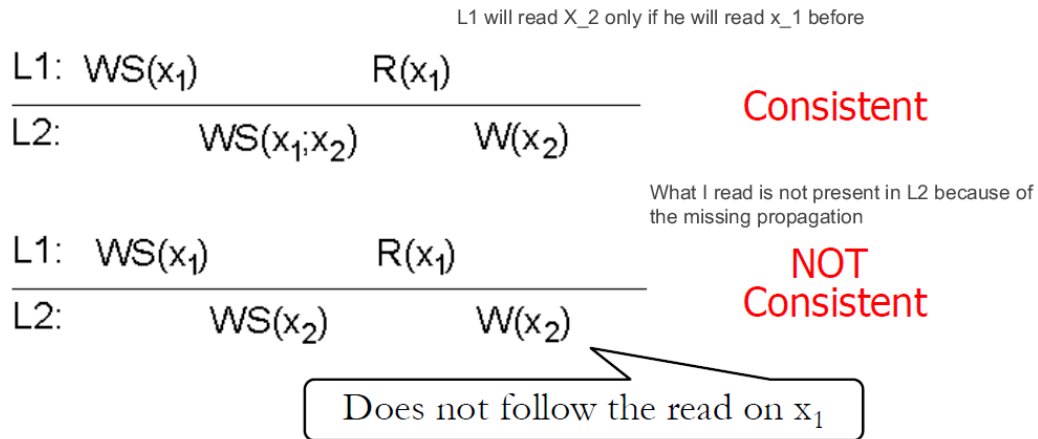 L1 will read X_2 only if he will read x_1 before
L1: WS(x₁) R(x₁)
Consistent
L2: WS(x₁;x₂) W(x₂)
What I read is not present in L2 because of
the missing propagation
L1: WS(x₁) R(x₁)
NOT
Consistent
L2: WS(x₂) W(x₂)
Does not follow the read on x₁